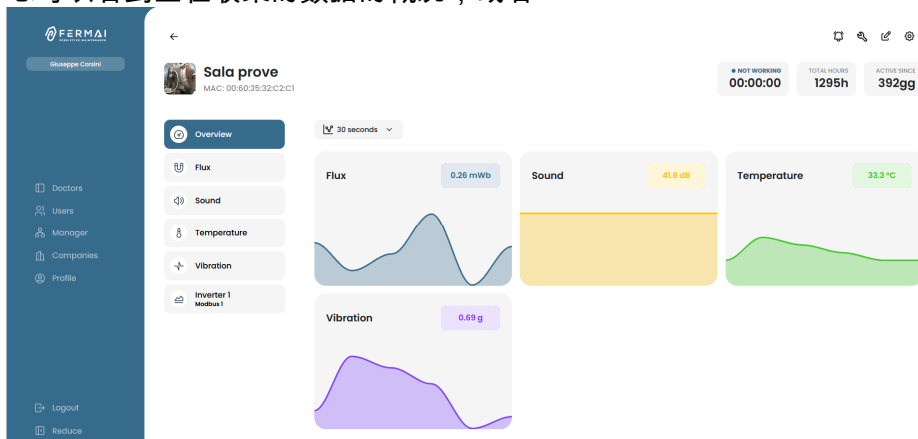 FERMAI
PREDICTIVE MAINTENANCE
Giuseppe Corsini
Doctors
Users
Manager
Companies
Profile
Logout
Reduce
Sala prove
MAC: 00:60:35:32:C2:C1
NOT WORKING
00:00:00
TOTAL HOURS
1295h
ACTIVE SINCE
392gg
Overview
Flux
Sound
Temperature
Vibration
Inverter 1
Modbus 1
30 seconds
Flux
0.26 mWb
Sound
41.8 dB
Temperature
33.3 °C
Vibration
0.69 g